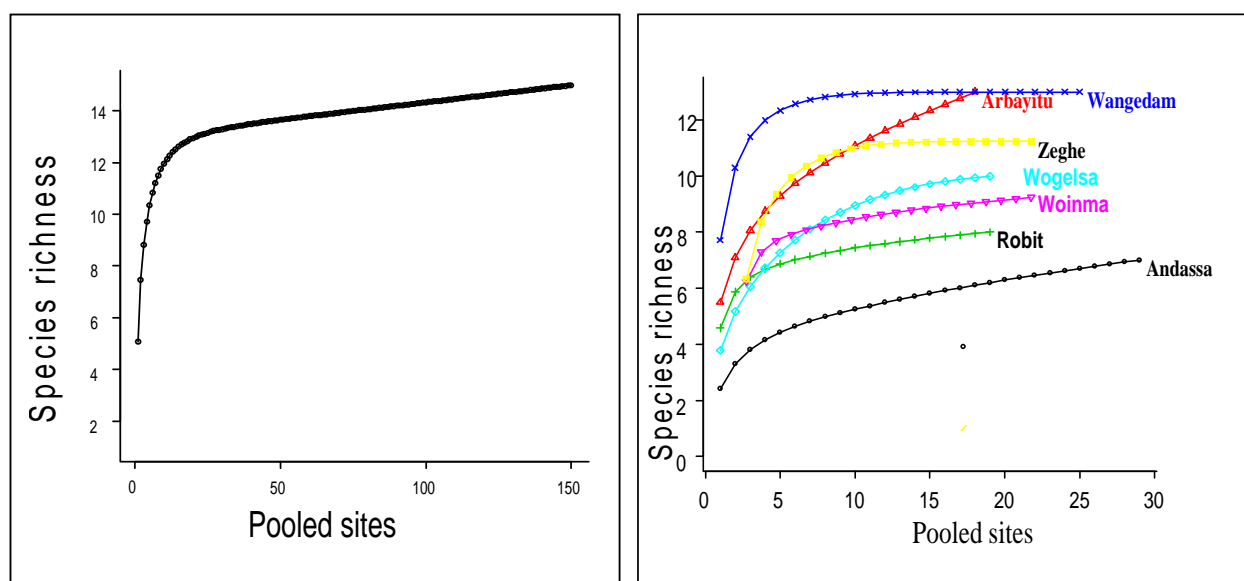 Species richness
14
12
10
8
6
4
2
0
50
100
150
Pooled sites
Species richness
12
10
8
6
4
2
0
0
5
10
15
20
25
30
Pooled sites
Arbayitu
Wangedam
Zeghe
Wogelsa
Woinma
Robit
Andassa